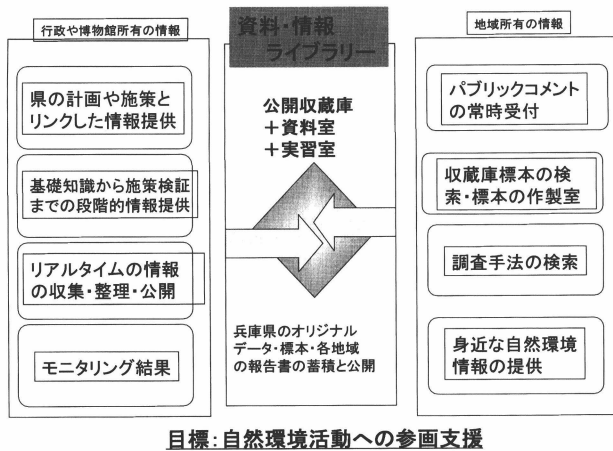 行政や博物館所有の情報
県の計画や施策と
リンクした情報提供
基礎知識から施策検証
までの段階的情報提供
リアルタイムの情報
の収集・整理・公開
モニタリング結果
資料・情報
ライブラリー
公開収蔵庫
＋資料室
＋実習室
兵庫県のオリジナル
データ・標本・各地域
の報告書の蓄積と公開
地域所有の情報
パブリックコメント
の常時受付
収蔵庫標本の検
索・標本の作製室
調査手法の検索
身近な自然環境
情報の提供
目標：自然環境活動への参画支援